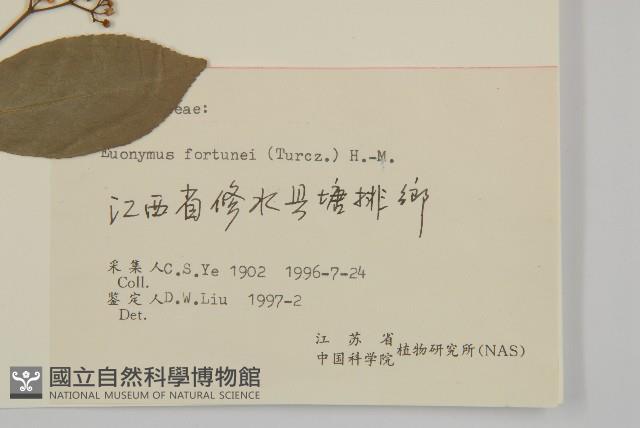 eae:
Euonymus fortunei (Turcz.) H.-M.
江西省修水县塘排鄉
采集人C.S.Ye 1902 1996-7-24
Coll.
鉴定人D.W.Liu 1997-2
Det.
江苏省
中国科学院植物研究所(NAS)
國立自然科學博物館
NATIONAL MUSEUM OF NATURAL SCIENCE